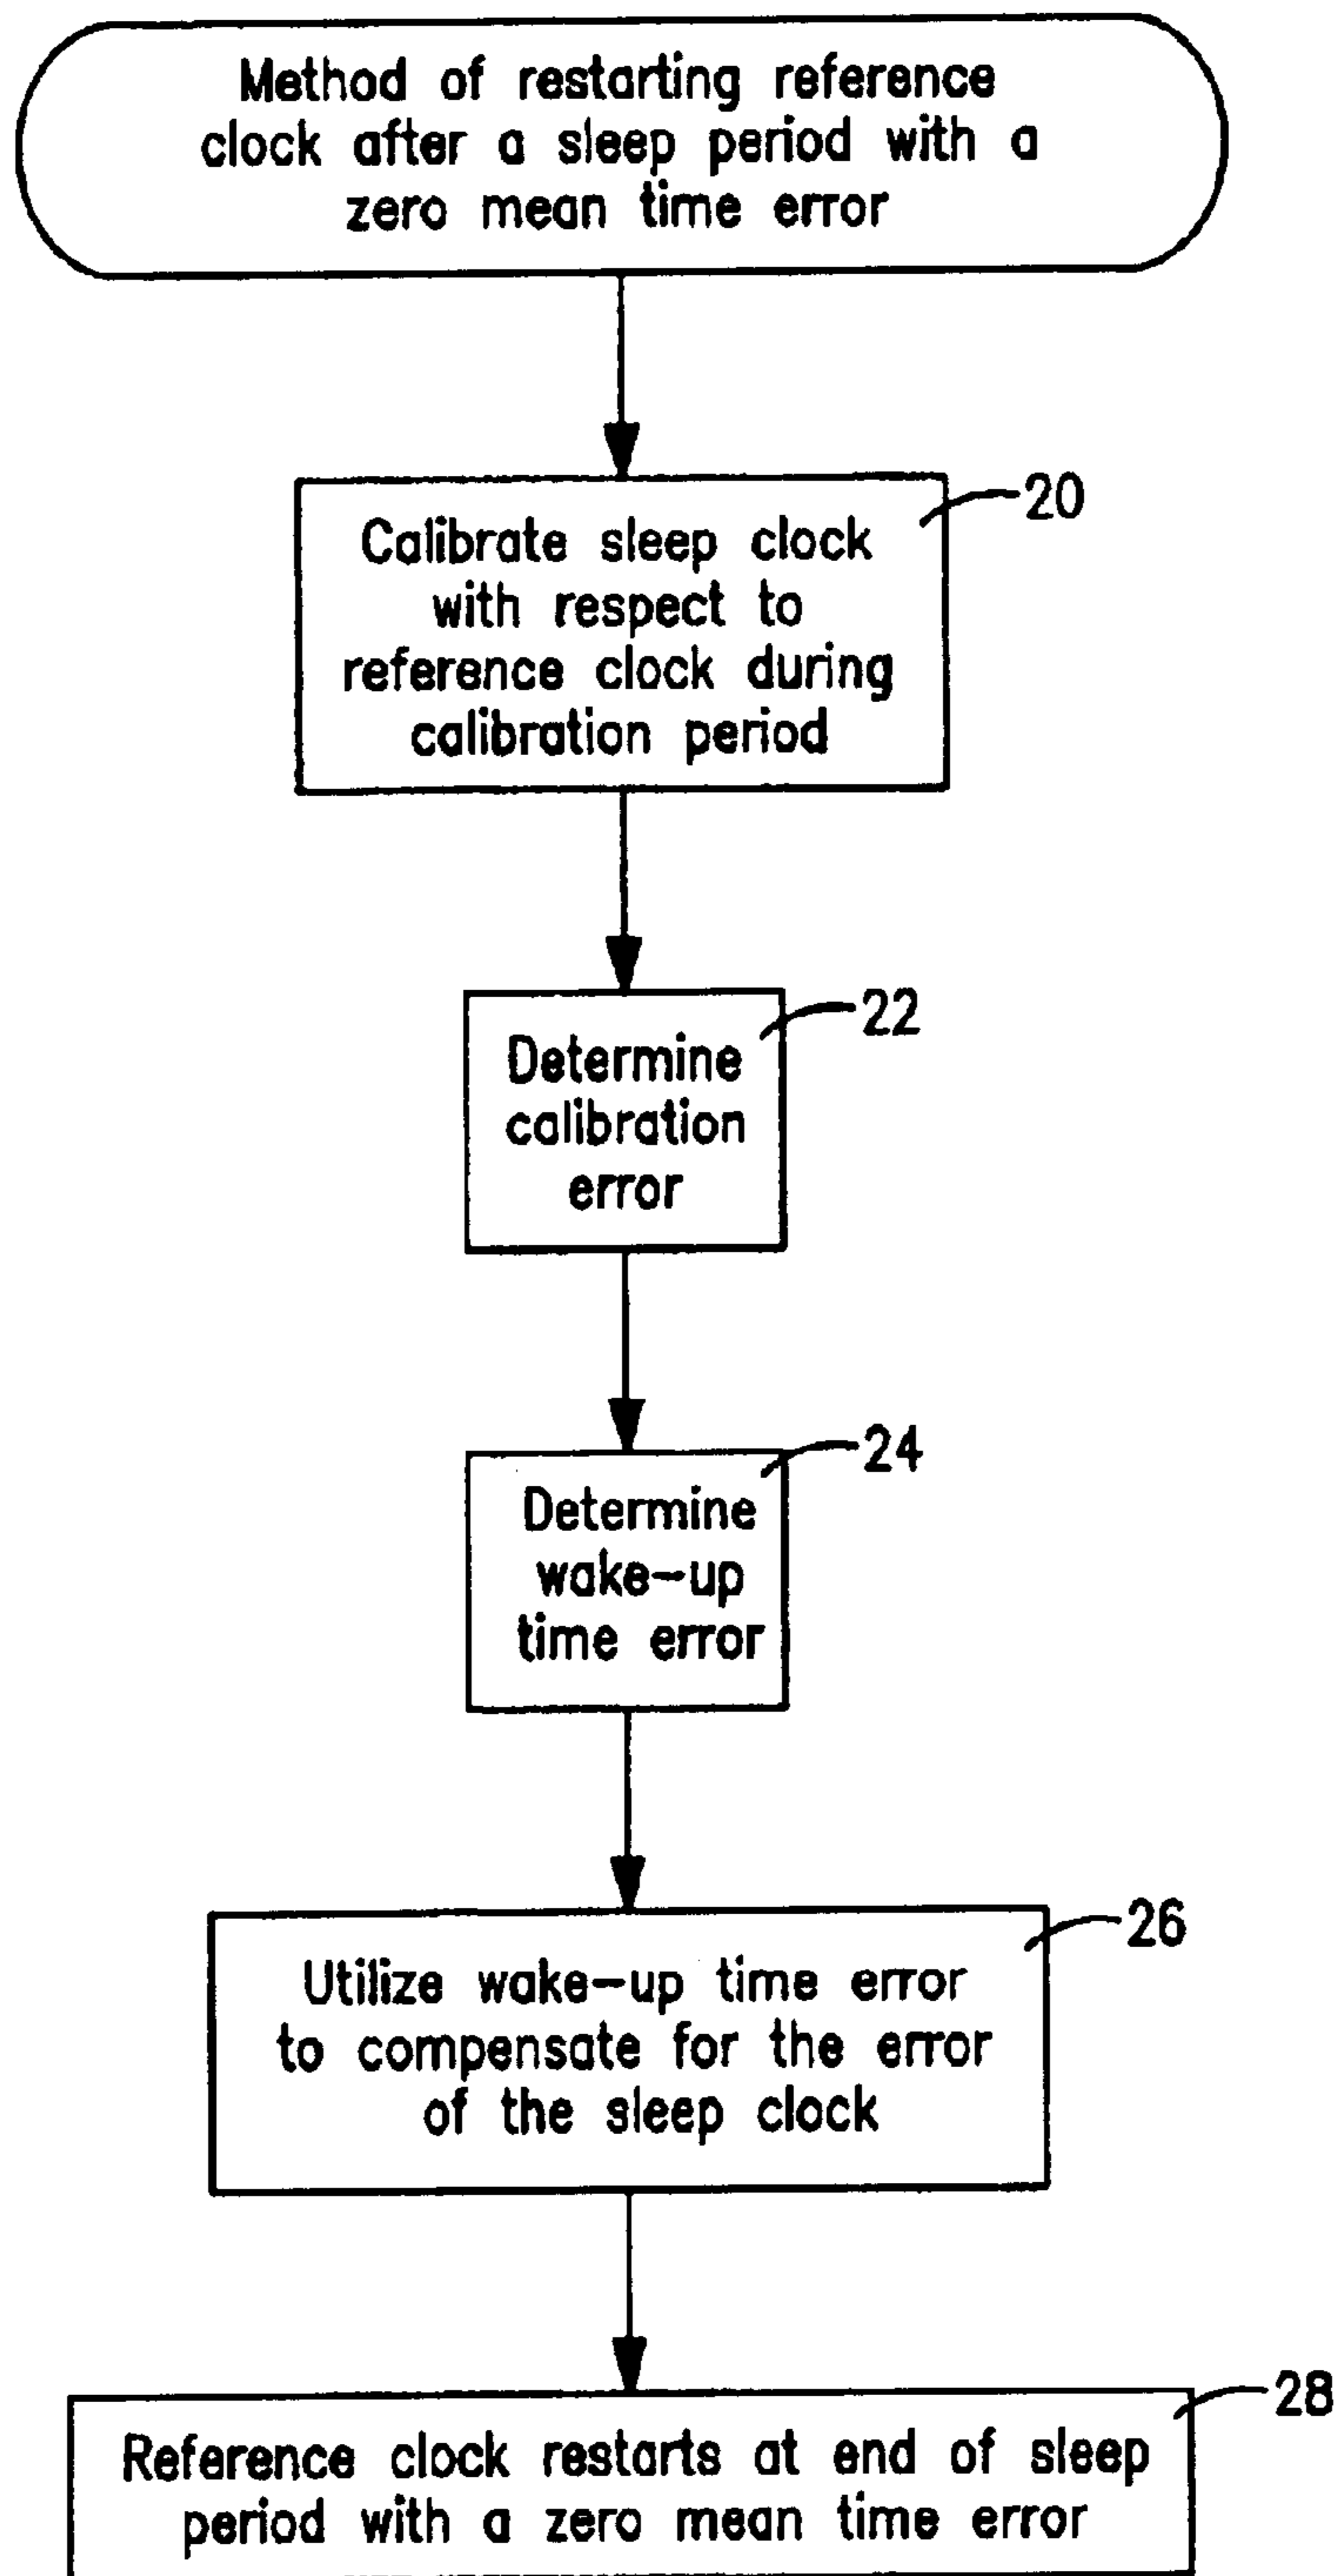 Method of restarting reference
clock after a sleep period with a
zero mean time error
20
Calibrate sleep clock
with respect to
reference clock during
calibration period
22
Determine
calibration
error
24
Determine
wake-up
time error
26
Utilize wake-up time error
to compensate for the error
of the sleep clock
28
Reference clock restarts at end of sleep
period with a zero mean time error